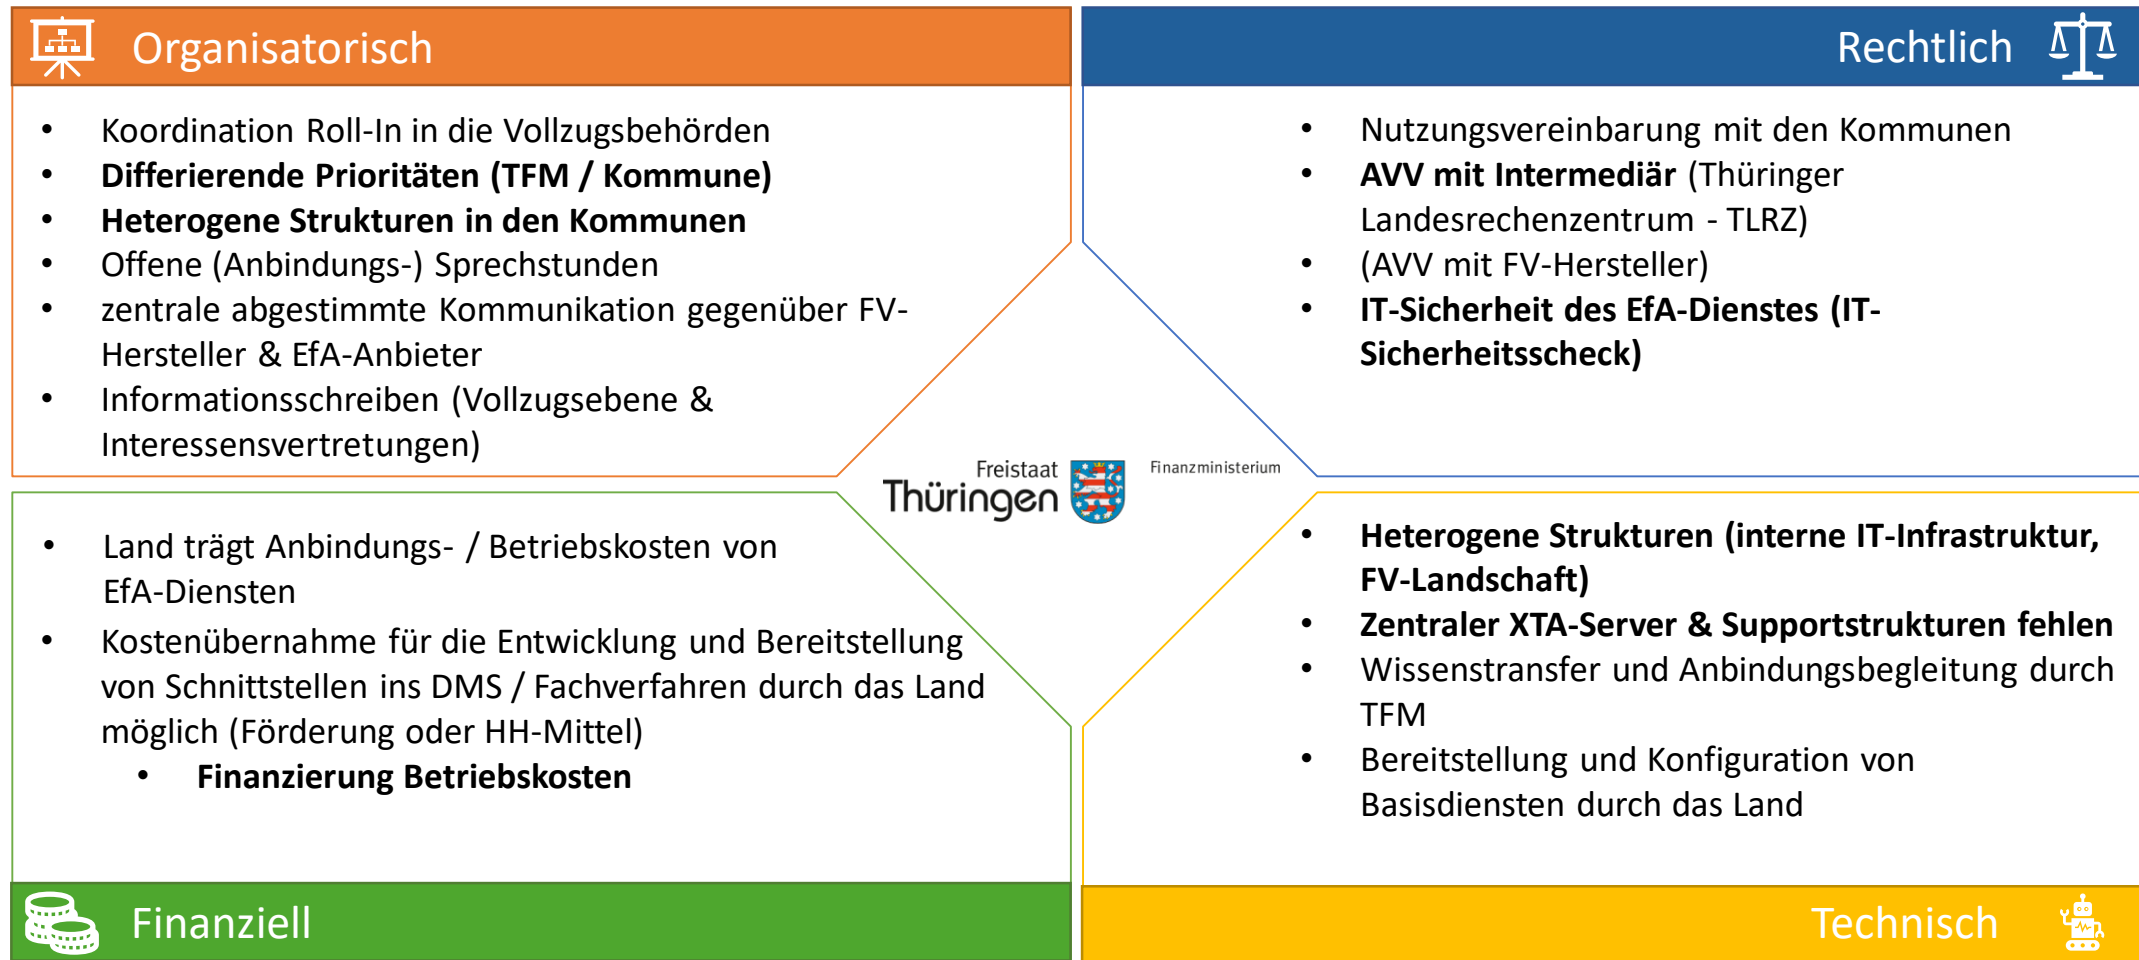 Organisatorisch
• Koordination Roll-In in die Vollzugsbehörden
• Differierende Prioritäten (TFM / Kommune)
• Heterogene Strukturen in den Kommunen
• Offene (Anbindungs-) Sprechstunden
• zentrale abgestimmte Kommunikation gegenüber FV-
Hersteller & EfA-Anbieter
• Informationsschreiben (Vollzugsebene &
Interessensvertretungen)
Rechtlich
• Nutzungsvereinbarung mit den Kommunen
• AVV mit Intermediär (Thüringer
Landesrechenzentrum - TLRZ)
• (AVV mit FV-Hersteller)
• IT-Sicherheit des EfA-Dienstes (IT-
Sicherheitsscheck)
Freistaat
Thüringen
Finanzministerium
• Land trägt Anbindungs- / Betriebskosten von
EfA-Diensten
• Kostenübernahme für die Entwicklung und Bereitstellung
von Schnittstellen ins DMS / Fachverfahren durch das Land
möglich (Förderung oder HH-Mittel)
• Finanzierung Betriebskosten
Finanziell
• Heterogene Strukturen (interne IT-Infrastruktur,
FV-Landschaft)
• Zentraler XTA-Server & Supportstrukturen fehlen
• Wissenstransfer und Anbindungsbegleitung durch
TFM
• Bereitstellung und Konfiguration von
Basisdiensten durch das Land
Technisch